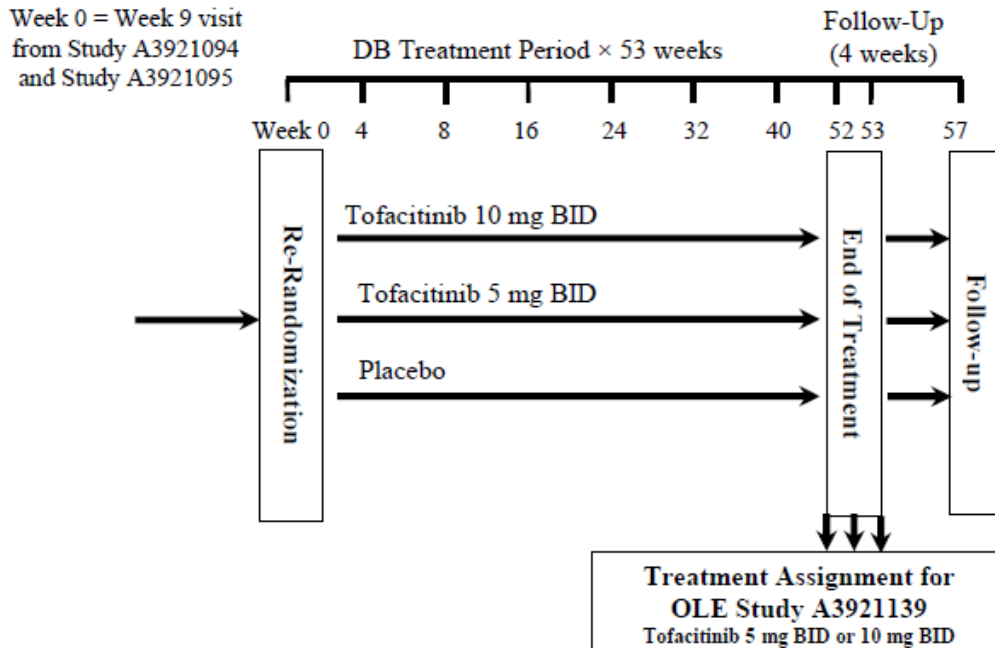 Week 0 = Week 9 visit
from Study A3921094
and Study A3921095
DB Treatment Period × 53 weeks
Follow-Up
(4 weeks)
Week 0 4 8 16 24 32 40 52 53 57
Re-Randomization
Tofacitinib 10 mg BID
Tofacitinib 5 mg BID
Placebo
End of Treatment
Follow-up
Treatment Assignment for
OLE Study A3921139
Tofacitinib 5 mg BID or 10 mg BID